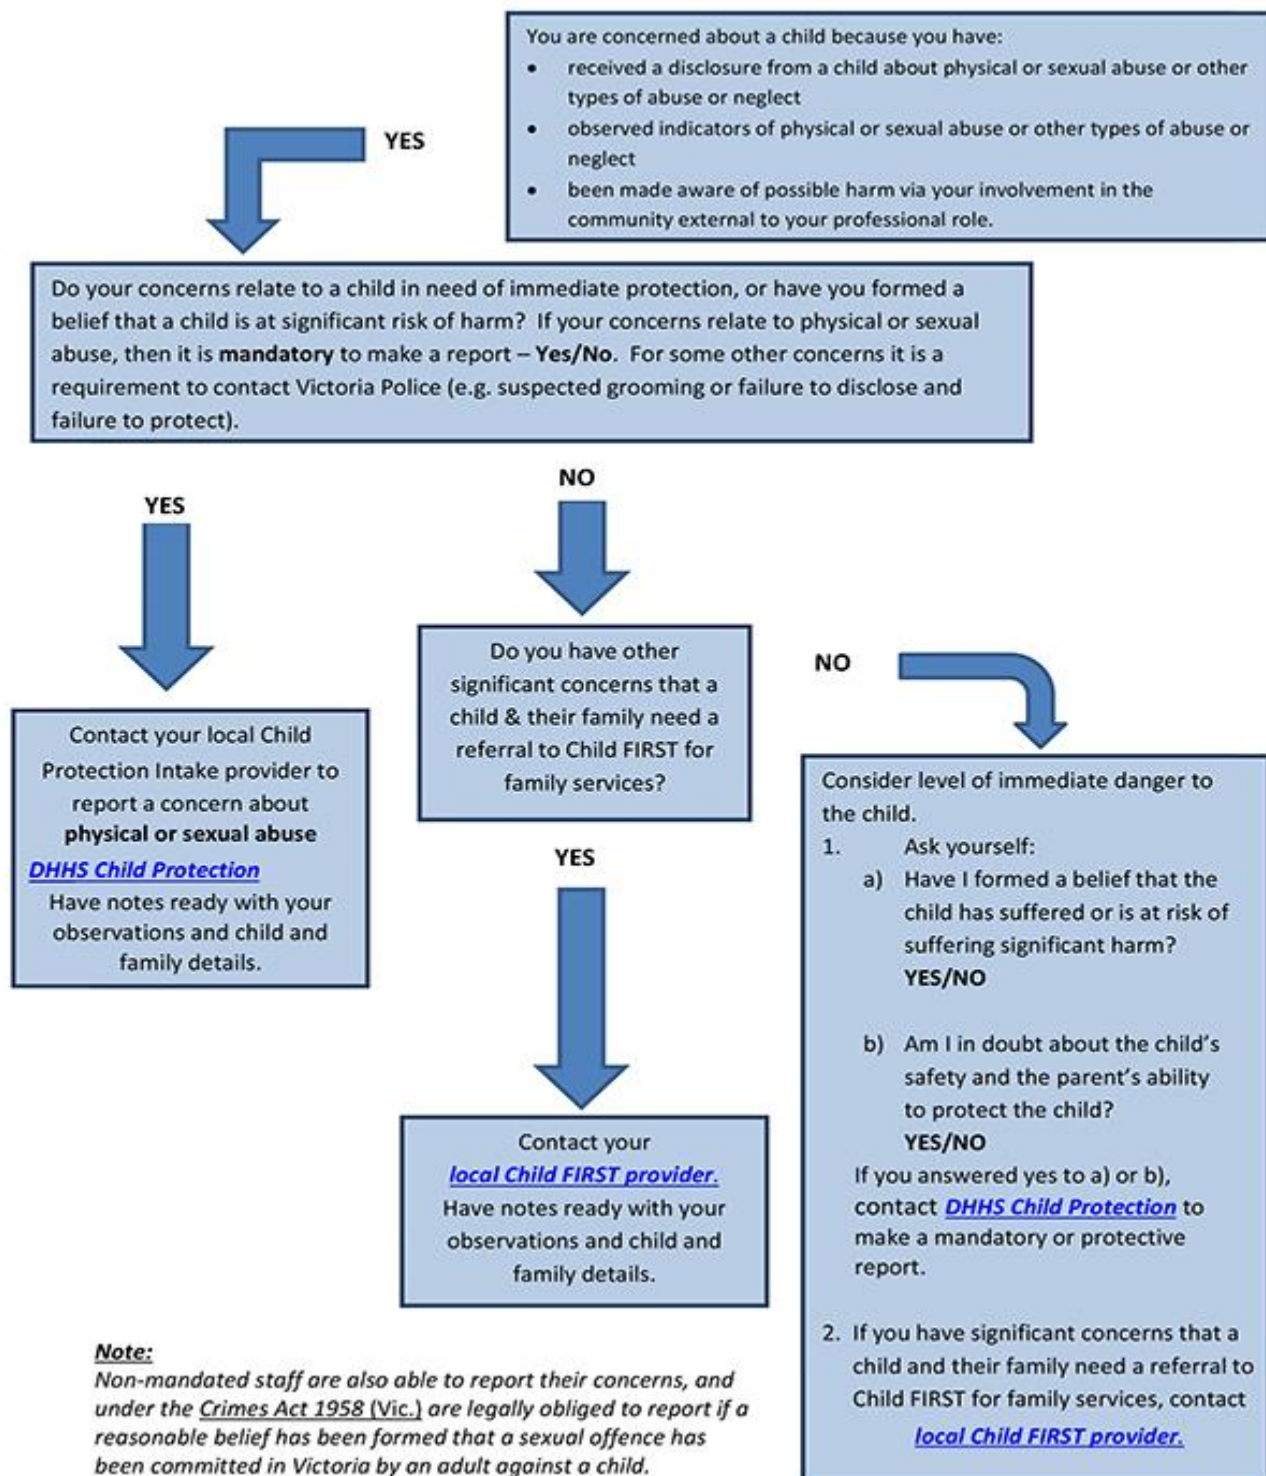 You are concerned about a child because you have:
• received a disclosure from a child about physical or sexual abuse or other
types of abuse or neglect
• observed indicators of physical or sexual abuse or other types of abuse or
neglect
• been made aware of possible harm via your involvement in the
community external to your professional role.
YES
Do your concerns relate to a child in need of immediate protection, or have you formed a
belief that a child is at significant risk of harm? If your concerns relate to physical or sexual
abuse, then it is mandatory to make a report – Yes/No. For some other concerns it is a
requirement to contact Victoria Police (e.g. suspected grooming or failure to disclose and
failure to protect).
YES
NO
Contact your local Child
Protection Intake provider to
report a concern about
physical or sexual abuse
DHHS Child Protection
Have notes ready with your
observations and child and
family details.
Do you have other
significant concerns that a
child & their family need a
referral to Child FIRST for
family services?
NO
YES
Contact your
local Child FIRST provider.
Have notes ready with your
observations and child and
family details.
Consider level of immediate danger to
the child.
1. Ask yourself:
a) Have I formed a belief that the
child has suffered or is at risk of
suffering significant harm?
YES/NO
b) Am I in doubt about the child's
safety and the parent's ability
to protect the child?
YES/NO
If you answered yes to a) or b),
contact DHHS Child Protection to
make a mandatory or protective
report.
2. If you have significant concerns that a
child and their family need a referral to
Child FIRST for family services, contact
local Child FIRST provider.
Note:
Non-mandated staff are also able to report their concerns, and
under the Crimes Act 1958 (Vic.) are legally obliged to report if a
reasonable belief has been formed that a sexual offence has
been committed in Victoria by an adult against a child.